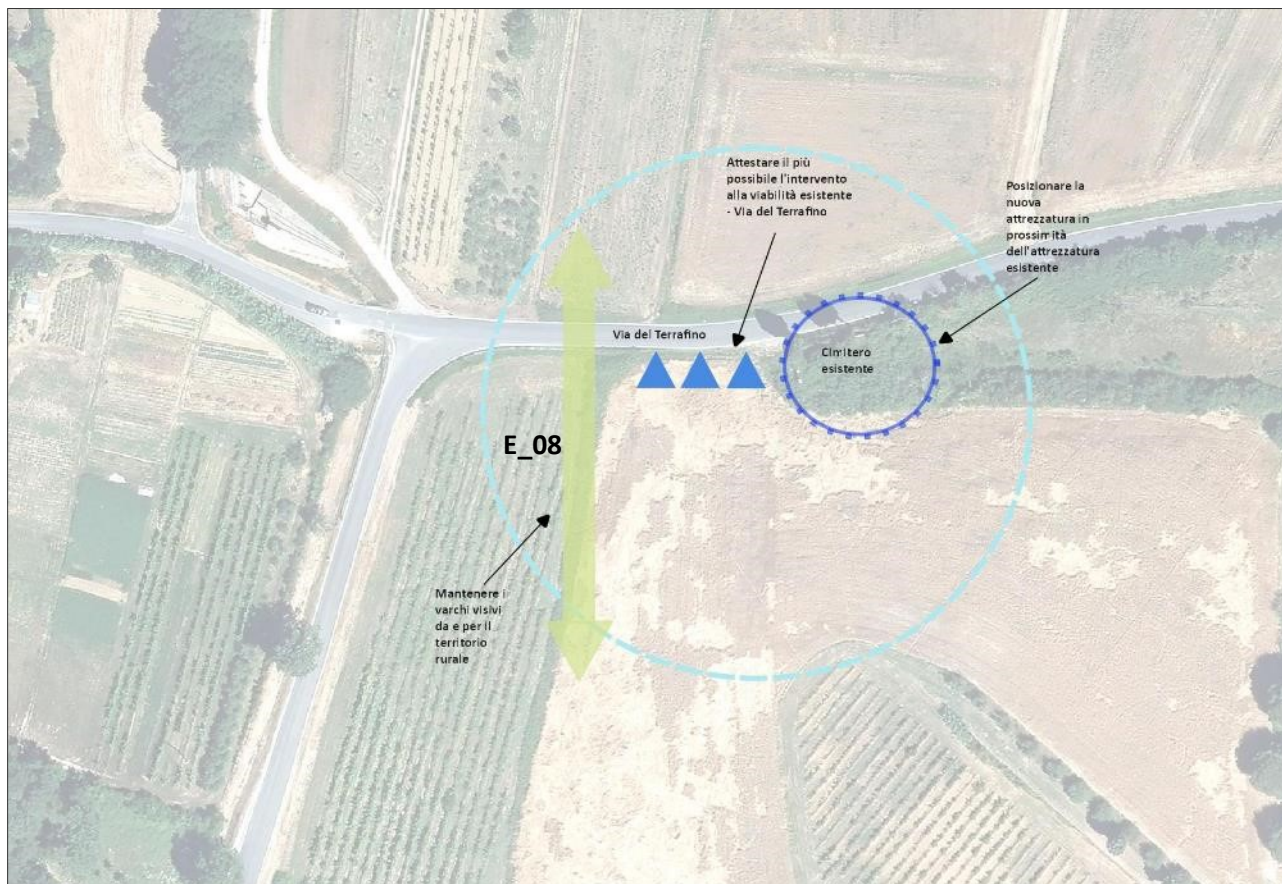 Attestare il più
possibile l'intervento
alla viabilità esistente
- Via del Terrafino
Posizionare la
nuova
attrezzatura in
prossimità
dell'attrezzatura
esistente
Via del Terrafino
Cimitero
esistente
E_08
Mantenere i
varchi visivi
da e per il
territorio
rurale